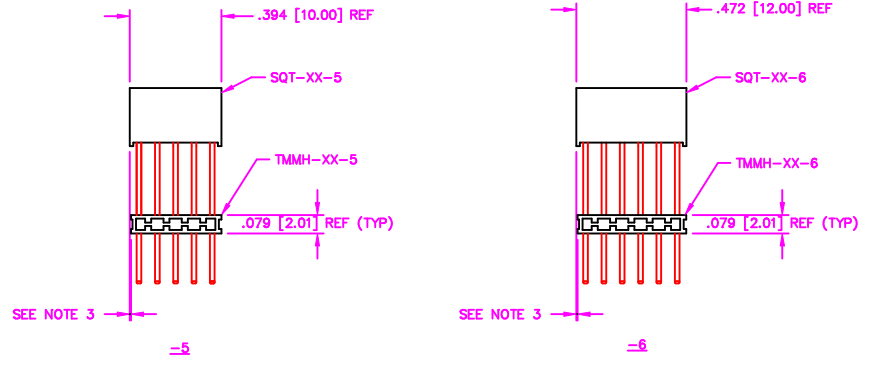 .394 [10.00] REF
SQT-XX-5
TMMH-XX-5
.079 [2.01] REF (TYP)
SEE NOTE 3
-5
.472 [12.00] REF
SQT-XX-6
TMMH-XX-6
.079 [2.01] REF (TYP)
SEE NOTE 3
-6